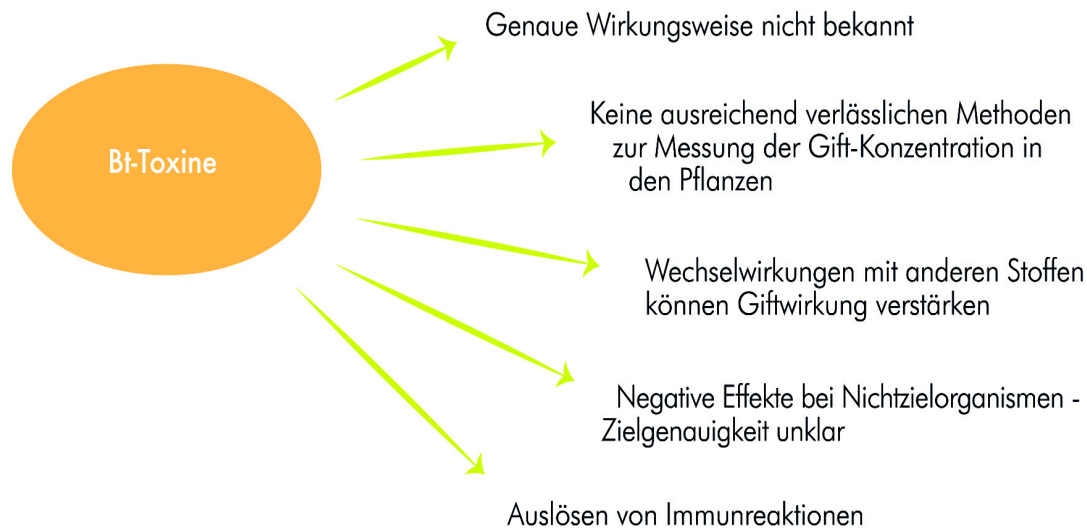 Genaue Wirkungsweise nicht bekannt
Bt-Toxine
Keine ausreichend verlässlichen Methoden
zur Messung der Gift-Konzentration in
den Pflanzen
Wechselwirkungen mit anderen Stoffen
können Giftwirkung verstärken
Negative Effekte bei Nichtzielorganismen -
Zielgenauigkeit unklar
Auslösen von Immunreaktionen